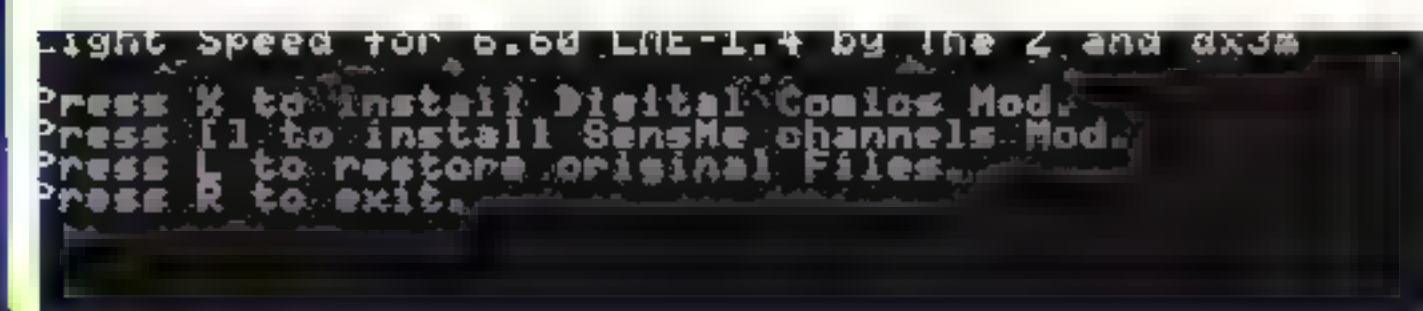 Light Speed for 6.60 LME-1.4 by The Z and dx3m
Press X to install Digital Comics Mod.
Press [] to install SensMe channels Mod.
Press L to restore original Files.
Press R to exit.